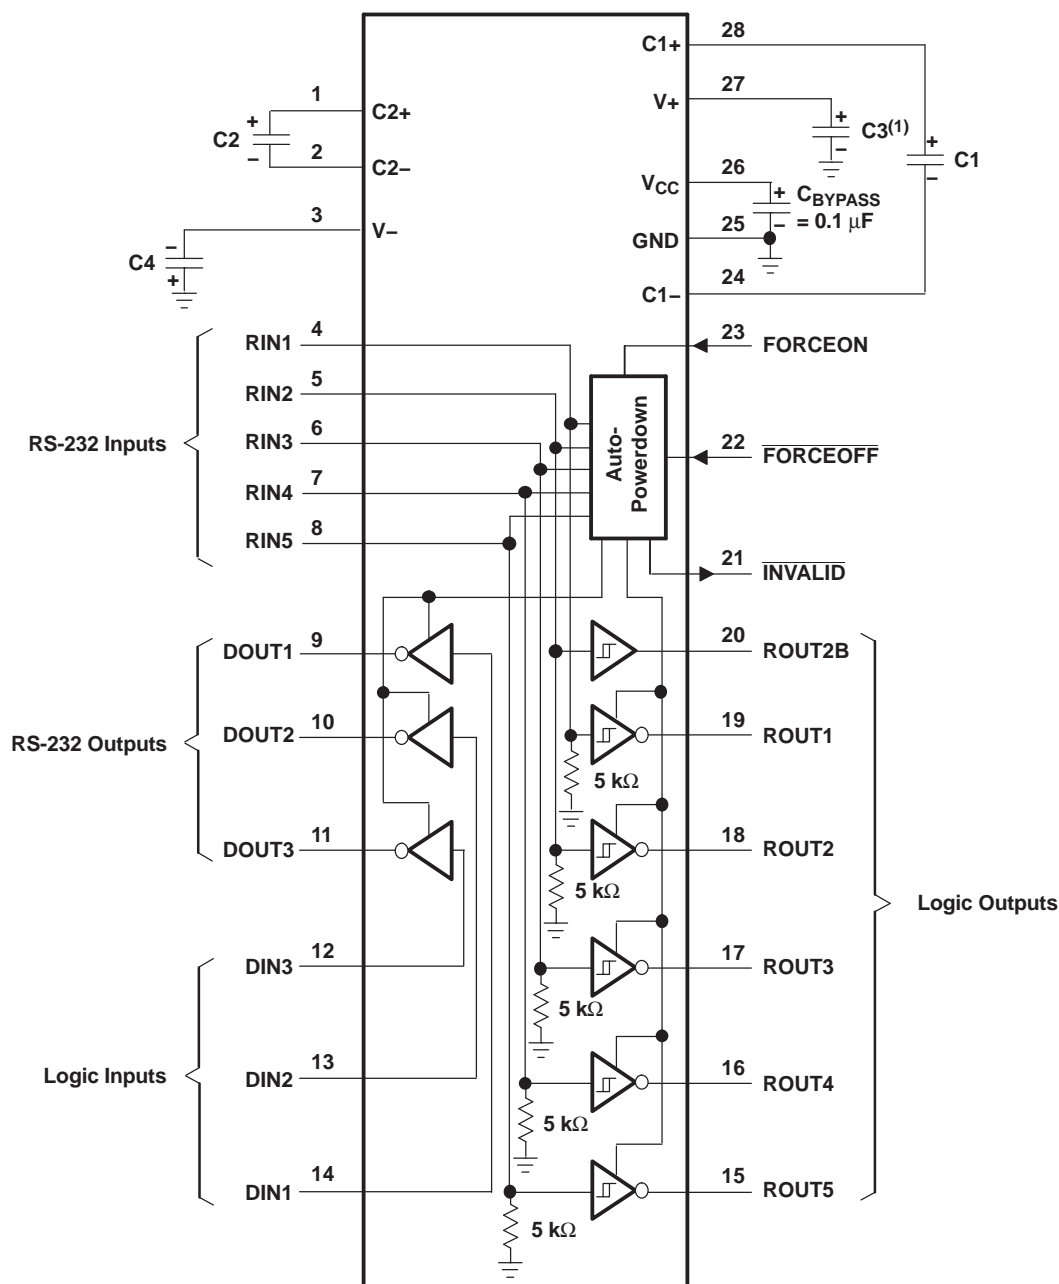 28
C1+
27
V+
C3(1)
+
−
1
C2+
+
C2
−
2
C2−
+
C1
−
26
VCC
+
CBYPASS
−
= 0.1 µF
25
GND
3
V−
−
C4
+
24
C1−
4
RIN1
23
FORCEON
5
RIN2
6
RIN3
RS-232 Inputs
Auto-
Powerdown
22
FORCEOFF
7
RIN4
8
RIN5
21
INVALID
9
DOUT1
20
ROUT2B
10
DOUT2
RS-232 Outputs
19
ROUT1
5 kΩ
11
DOUT3
18
ROUT2
5 kΩ
Logic Outputs
12
DIN3
17
ROUT3
5 kΩ
13
DIN2
Logic Inputs
16
ROUT4
5 kΩ
14
DIN1
15
ROUT5
5 kΩ